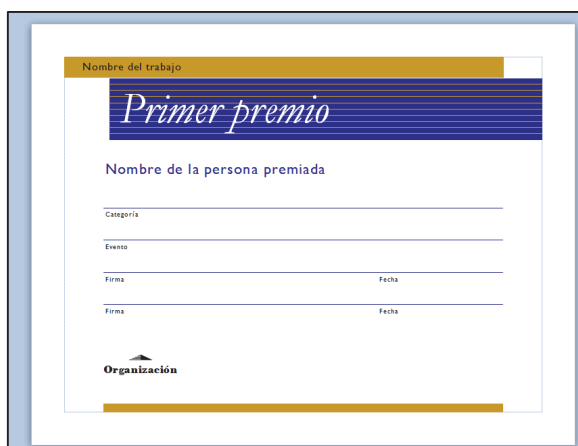 Nombre del trabajo
Primer premio
Nombre de la persona premiada
Categoría
Evento
Firma Fecha
Firma Fecha
Organización